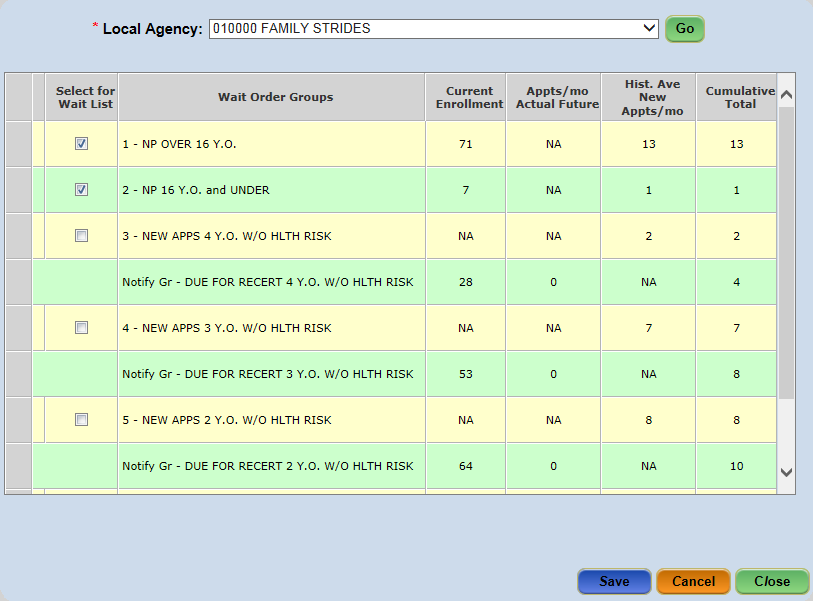 * Local Agency: 010000 FAMILY STRIDES Go
Select for Wait List Wait Order Groups Current Enrollment Appts/mo Actual Future Hist. Ave New Appts/mo Cumulative Total
1 - NP OVER 16 Y.O. 71 NA 13 13
2 - NP 16 Y.O. and UNDER 7 NA 1 1
3 - NEW APPS 4 Y.O. W/O HLTH RISK NA NA 2 2
Notify Gr - DUE FOR RECERT 4 Y.O. W/O HLTH RISK 28 0 NA 4
4 - NEW APPS 3 Y.O. W/O HLTH RISK NA NA 7 7
Notify Gr - DUE FOR RECERT 3 Y.O. W/O HLTH RISK 53 0 NA 8
5 - NEW APPS 2 Y.O. W/O HLTH RISK NA NA 8 8
Notify Gr - DUE FOR RECERT 2 Y.O. W/O HLTH RISK 64 0 NA 10
Save Cancel Close